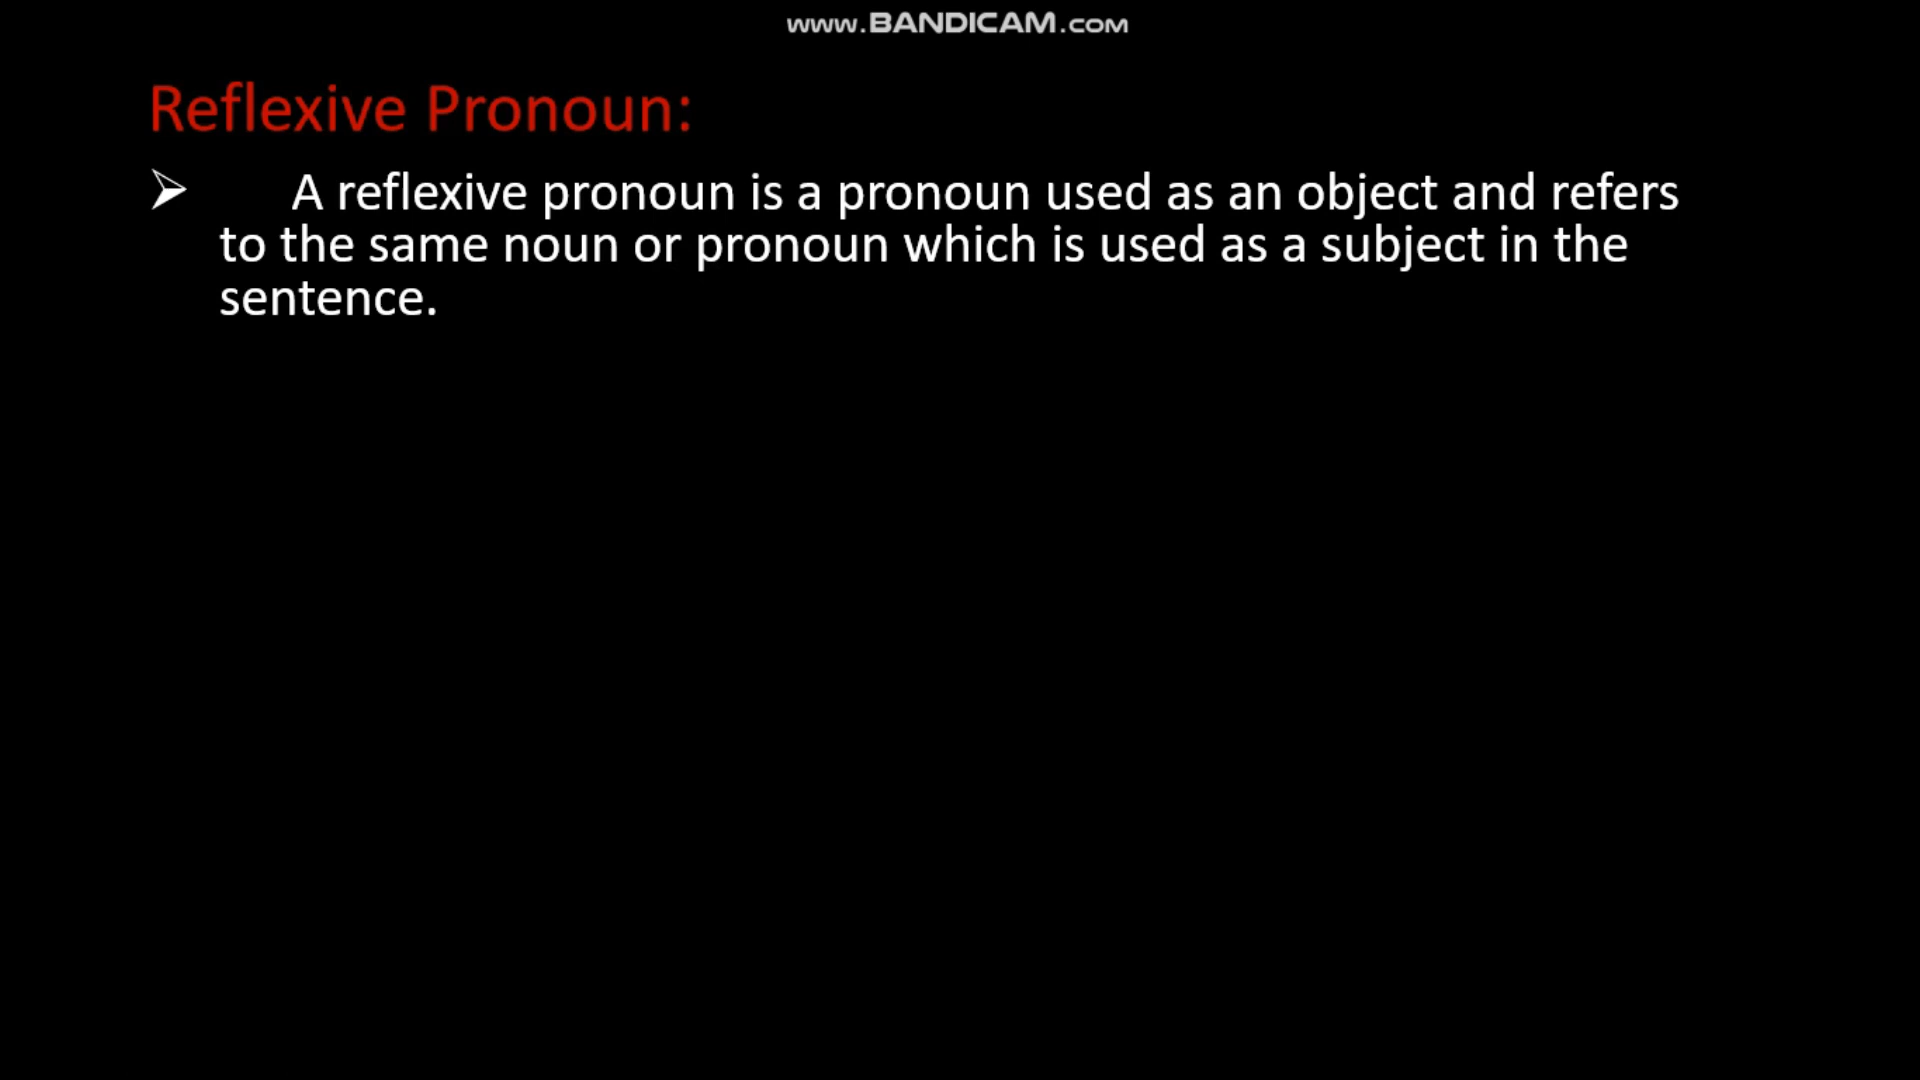 www.BANDICAM.com
Reflexive Pronoun:
➢ A reflexive pronoun is a pronoun used as an object and refers
to the same noun or pronoun which is used as a subject in the
sentence.